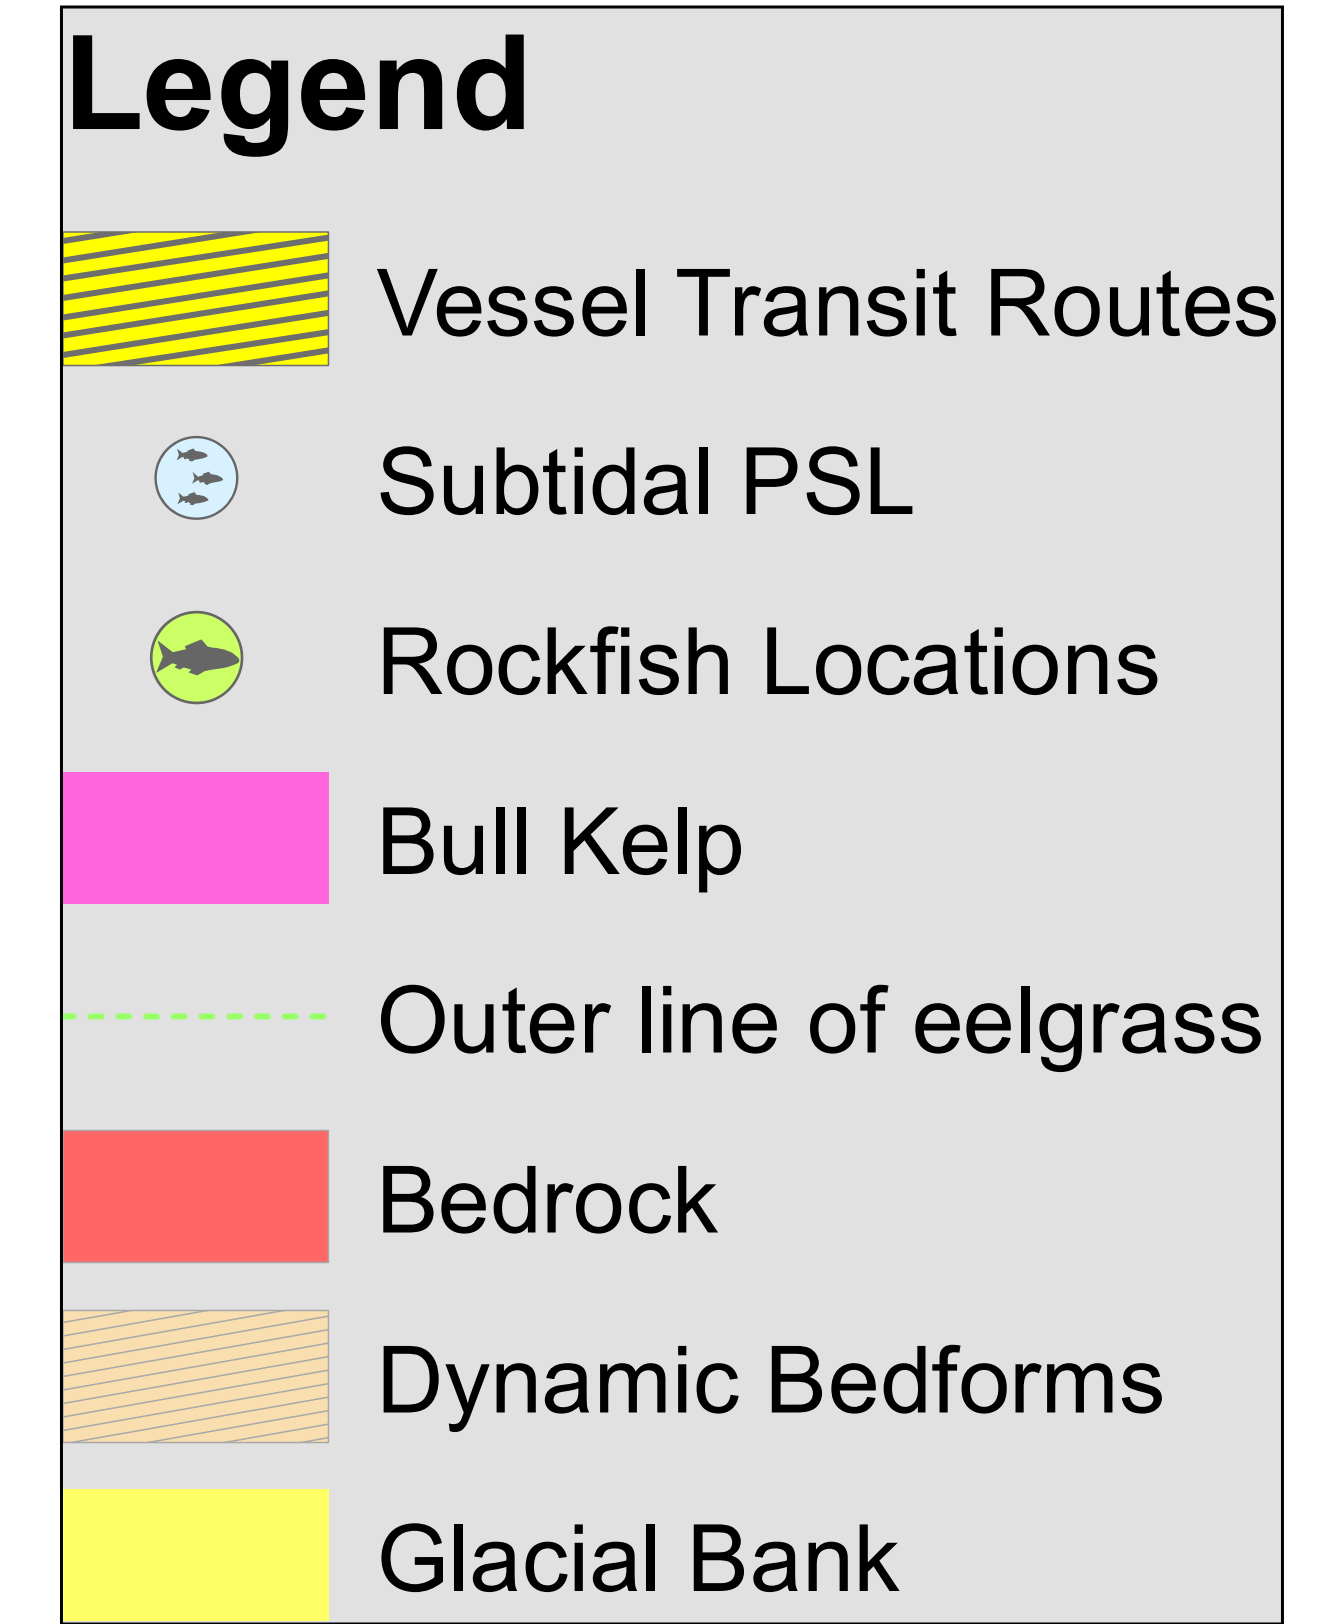 Legend
Vessel Transit Routes
Subtidal PSL
Rockfish Locations
Bull Kelp
Outer line of eelgrass
Bedrock
Dynamic Bedforms
Glacial Bank